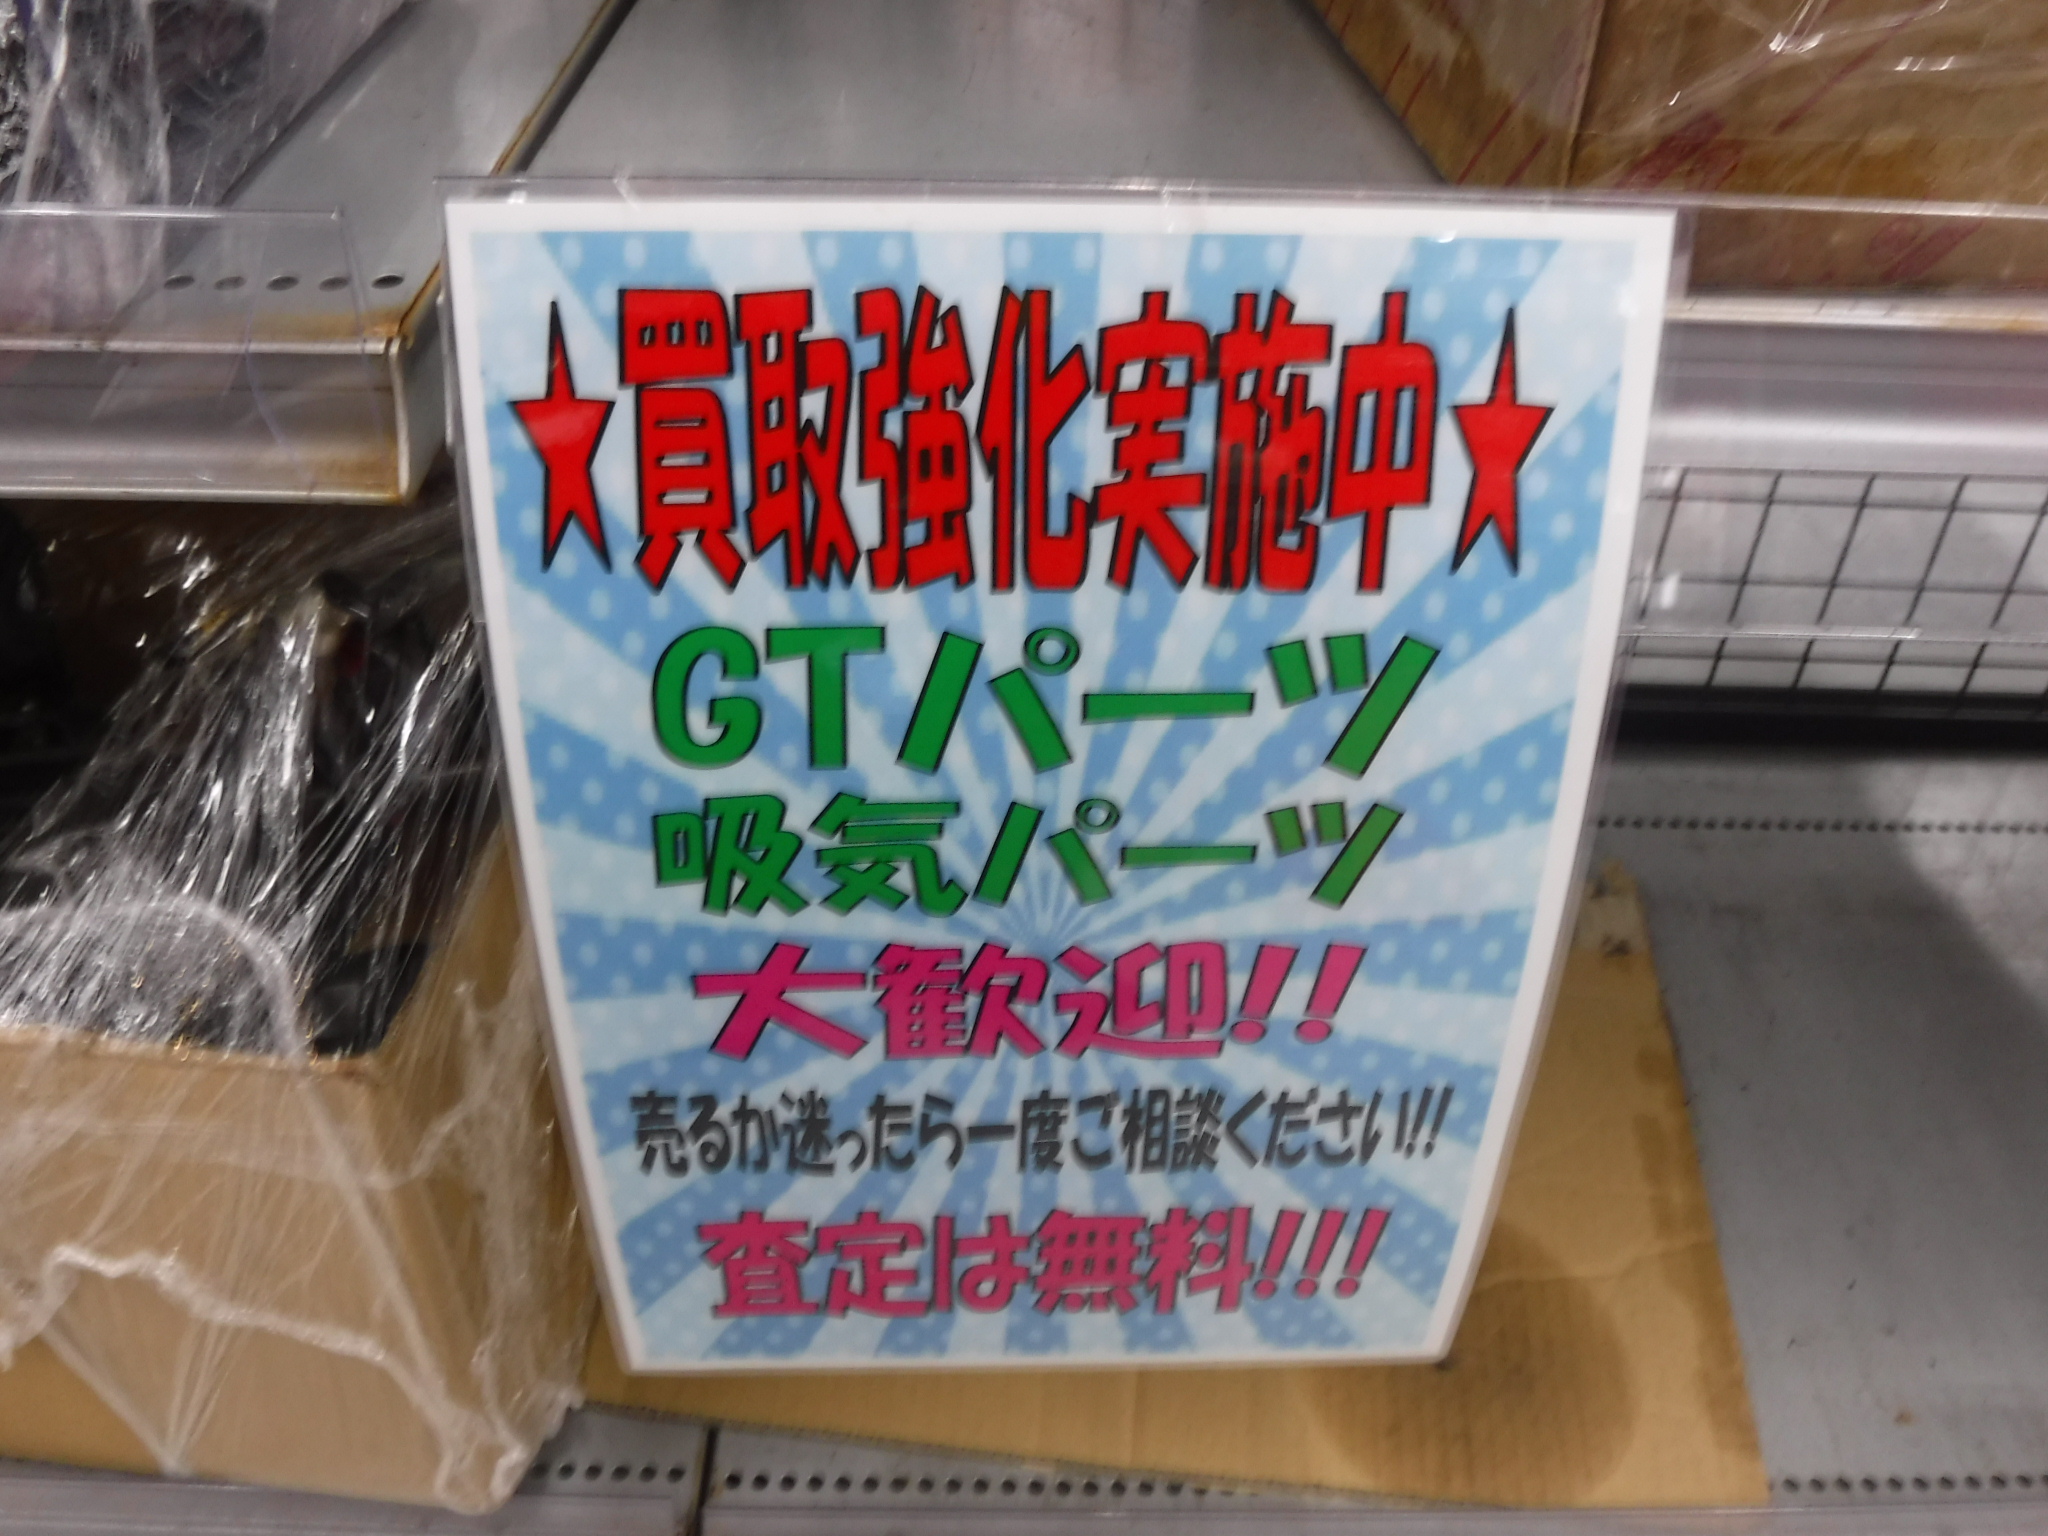 ★買取強化実施中★
GTパーツ
吸気パーツ
大歓迎!!
売るか迷ったら一度ご相談ください!!
査定は無料!!!